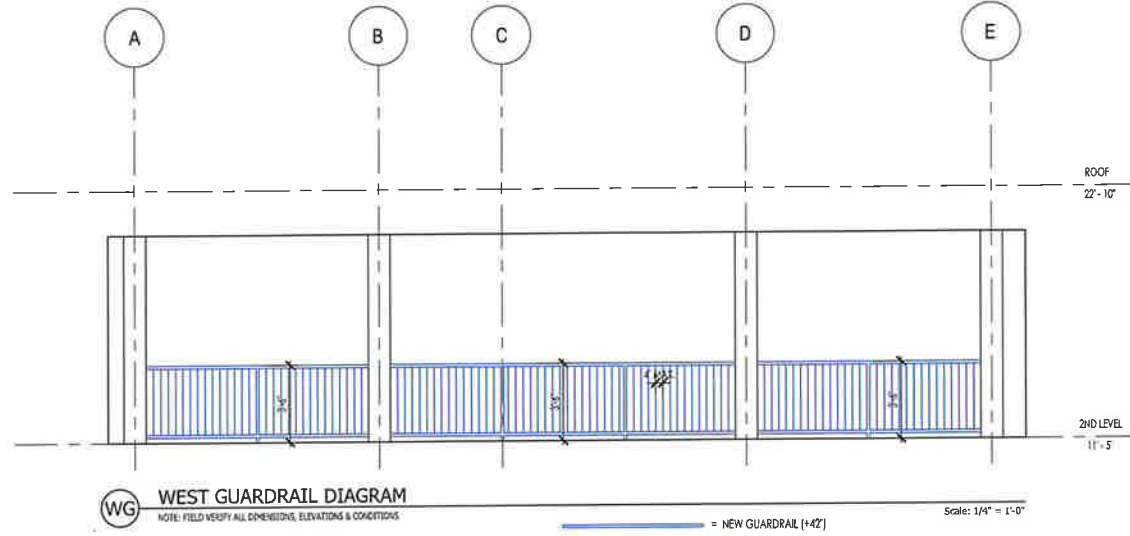 A B C D E
ROOF
22'- 10"
3'-6" 3'-6" 3'-6"
2ND LEVEL
11'- 5
WG WEST GUARDRAIL DIAGRAM
NOTE: FIELD VERIFY ALL DIMENSIONS, ELEVATIONS & CONDITIONS
Scale: 1/4" = 1'-0"
= NEW GUARDRAIL (+42')